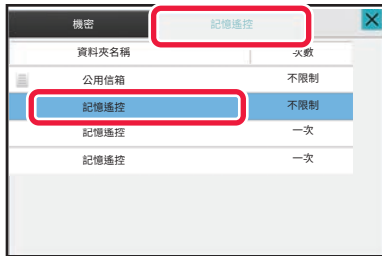 機密 記憶遙控
資料夾名稱 次數
公用信箱 不限制
記憶遙控 不限制
記憶遙控 一次
記憶遙控 一次